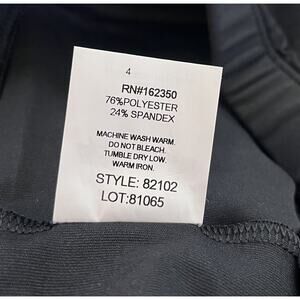 4
RN#162350
76%POLYESTER
24% SPANDEX
MACHINE WASH WARM.
DO NOT BLEACH.
TUMBLE DRY LOW.
WARM IRON.
STYLE: 82102
LOT:81065